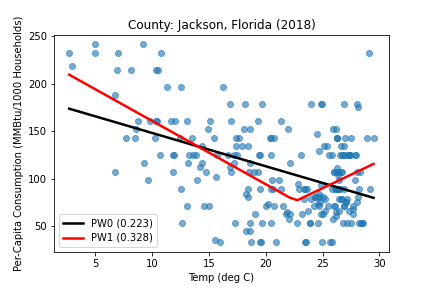 County: Jackson, Florida (2018)
Per-Capita Consumption (MMBtu/1000 Households)
250
200
150
100
50
PW0 (0.223)
PW1 (0.328)
5
10
15
20
25
30
Temp (deg C)